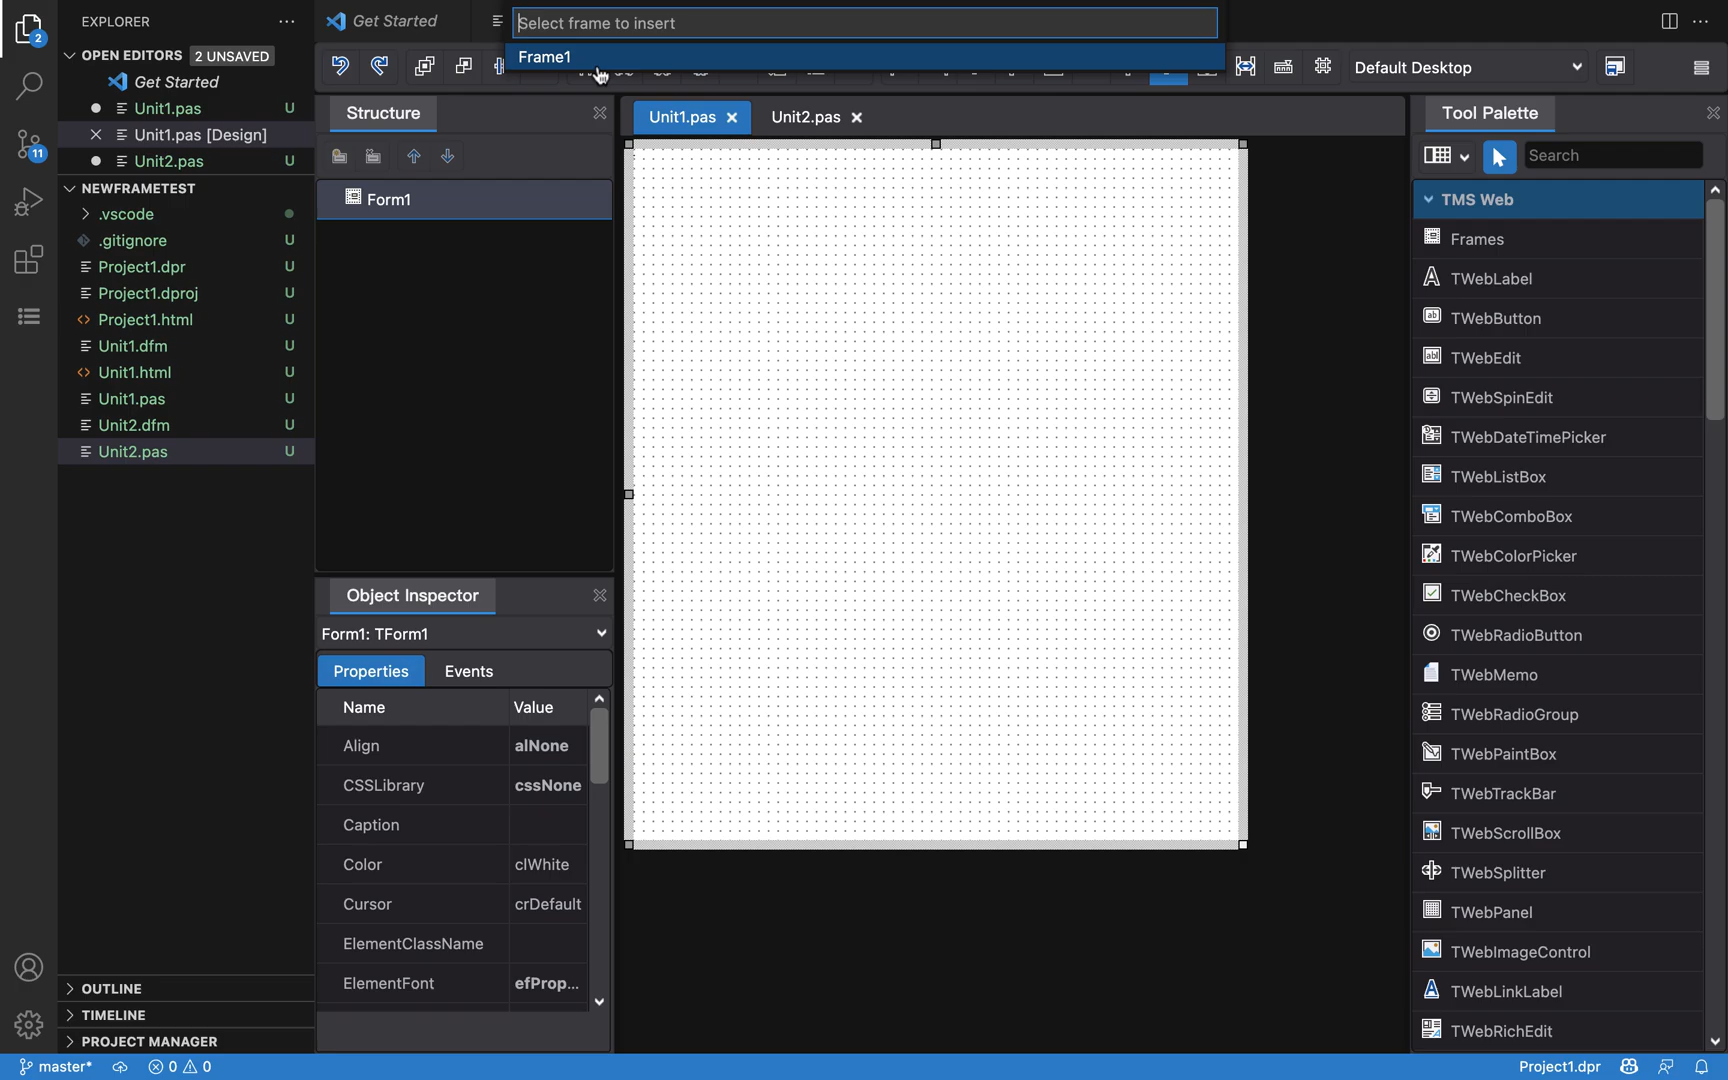 EXPLORER
OPEN EDITORS 2 UNSAVED
Get Started
Unit1.pas U
Unit1.pas [Design]
Unit2.pas U
NEWFRAMETEST
.vscode
.gitignore U
Project1.dpr U
Project1.dproj U
Project1.html U
Unit1.dfm U
Unit1.html U
Unit1.pas U
Unit2.dfm U
Unit2.pas U
OUTLINE
TIMELINE
PROJECT MANAGER
2
11
Get Started
Select frame to insert
Frame1
Default Desktop
Structure
Form1
Object Inspector
Form1: TForm1
Properties Events
Name Value
Align alNone
CSSLibrary cssNone
Caption
Color clWhite
Cursor crDefault
ElementClassName
ElementFont efProp...
Unit1.pas Unit2.pas
Tool Palette
Search
TMS Web
Frames
TWebLabel
TWebButton
TWebEdit
TWebSpinEdit
TWebDateTimePicker
TWebListBox
TWebComboBox
TWebColorPicker
TWebCheckBox
TWebRadioButton
TWebMemo
TWebRadioGroup
TWebPaintBox
TWebTrackBar
TWebScrollBox
TWebSplitter
TWebPanel
TWebImageControl
TWebLinkLabel
TWebRichEdit
master* 0 0 Project1.dpr